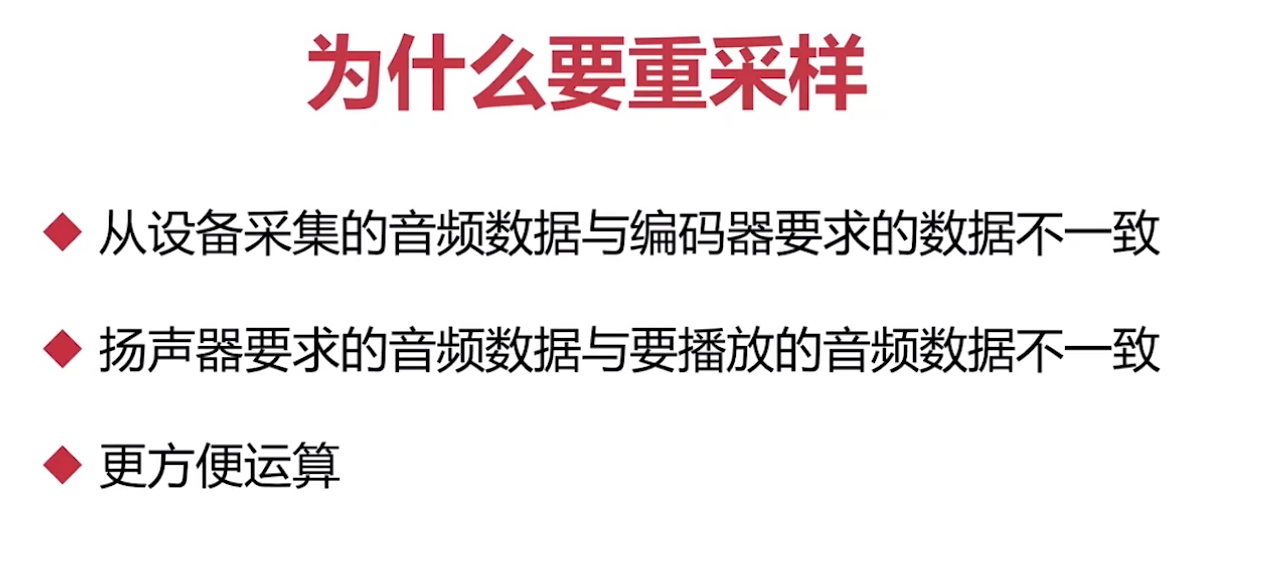 为什么要重采样
从设备采集的音频数据与编码器要求的数据不一致
扬声器要求的音频数据与要播放的音频数据不一致
更方便运算